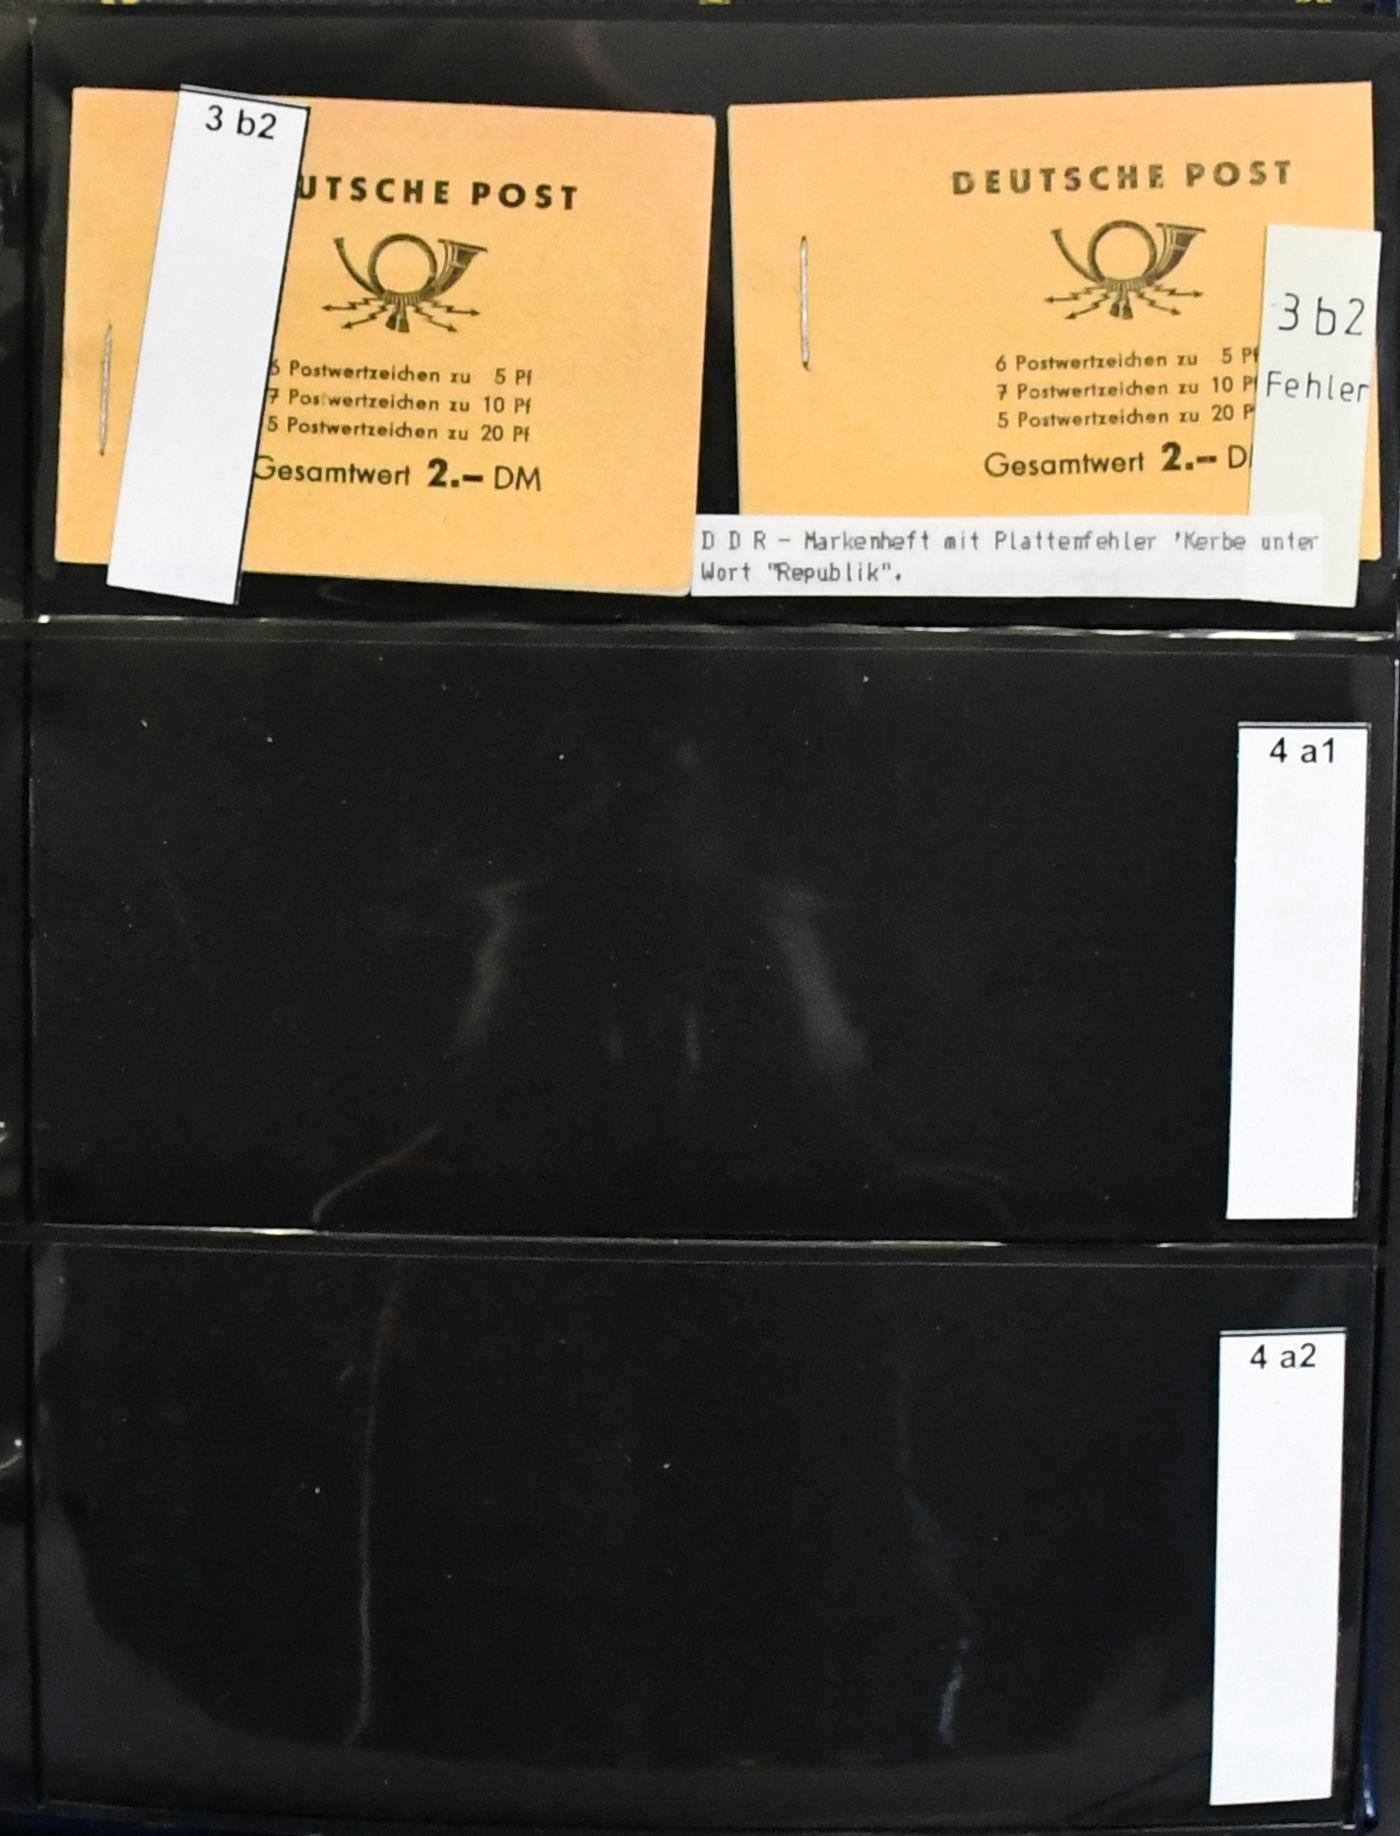 3 b2
UTSCHE POST
6 Postwertzeichen zu 5 Pf
7 Postwertzeichen zu 10 Pf
5 Postwertzeichen zu 20 Pf
Gesamtwert 2.– DM
DEUTSCHE POST
6 Postwertzeichen zu 5 Pf
7 Postwertzeichen zu 10 P
5 Postwertzeichen zu 20 P
Gesamtwert 2.– D
3 b2
Fehler
D D R - Markenheft mit Plattenfehler 'Kerbe unter
Wort "Republik".
4 a1
4 a2